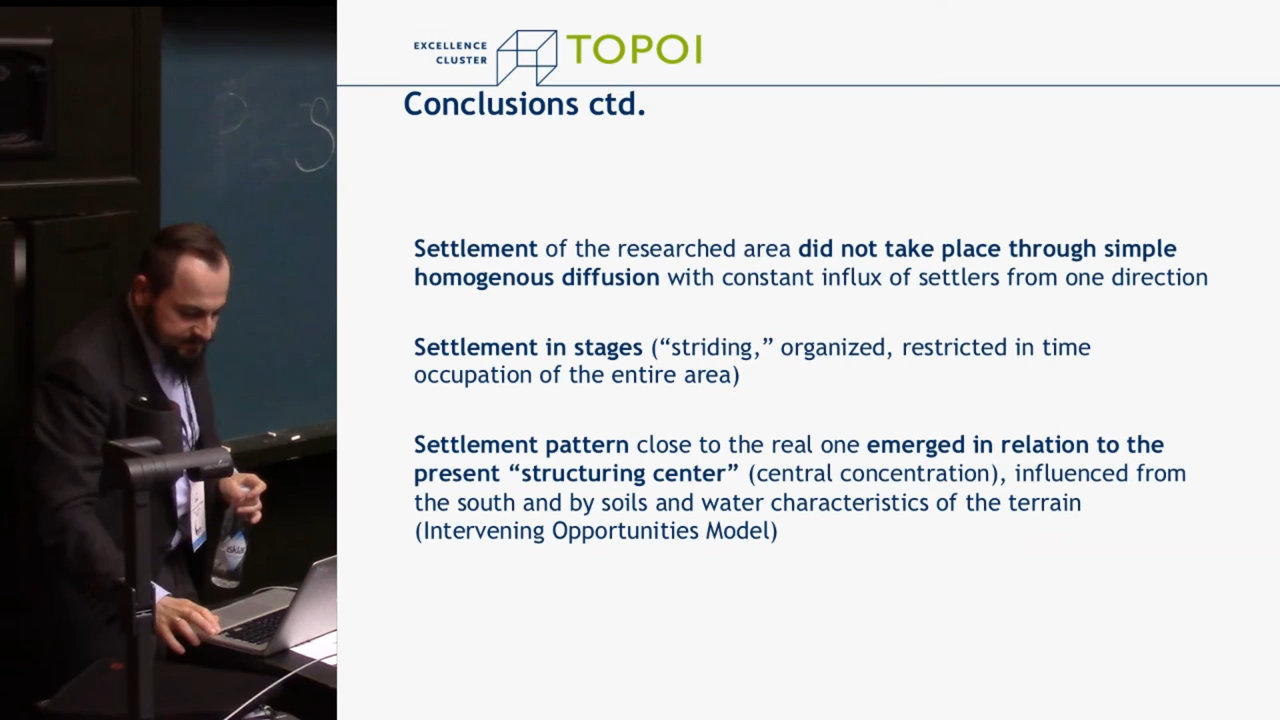 P S
EXCELLENCE
CLUSTER
TOPOI
Conclusions ctd.
Settlement of the researched area did not take place through simple
homogenous diffusion with constant influx of settlers from one direction
Settlement in stages (“striding,” organized, restricted in time
occupation of the entire area)
Settlement pattern close to the real one emerged in relation to the
present “structuring center” (central concentration), influenced from
the south and by soils and water characteristics of the terrain
(Intervening Opportunities Model)